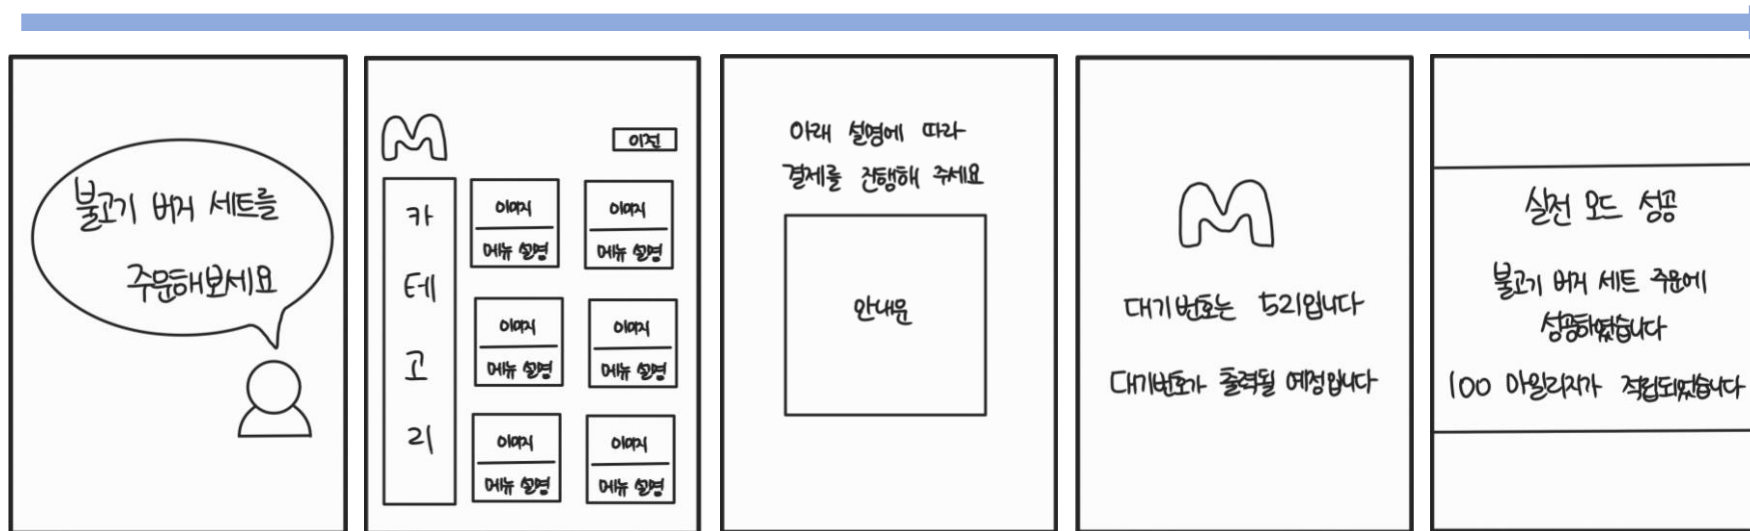 불고기 버거 세트를
주문해보세요
M
이전
카
테
고
리
이미지
메뉴 설명
이미지
메뉴 설명
이미지
메뉴 설명
이미지
메뉴 설명
이미지
메뉴 설명
이미지
메뉴 설명
아래 설명에 따라
결제를 진행해 주세요
안내문
M
대기번호는 52입니다
대기번호가 출력될 예정입니다
실전 모드 성공
불고기 버거 세트 주문에
성공하였습니다
100 마일리지가 적립되었습니다